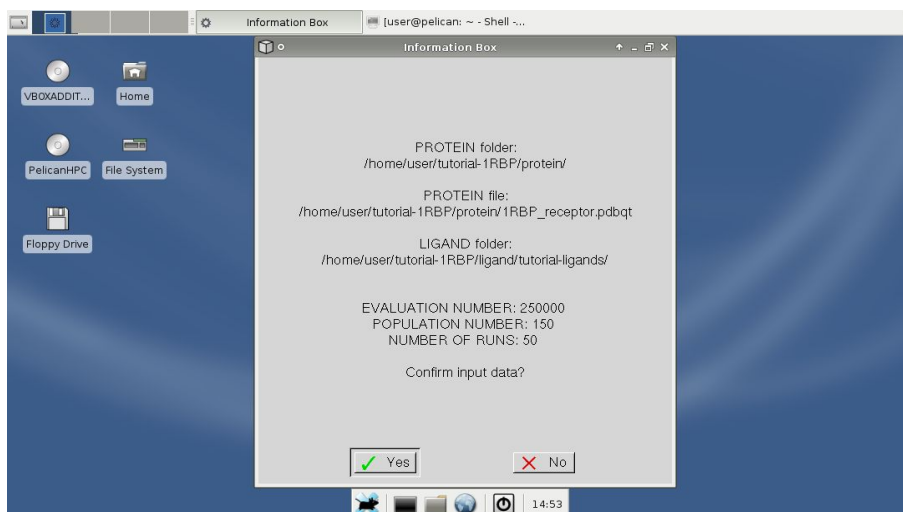 Information Box
[user@pelican: ~ - Shell -...
Information Box
VBOXADDIT...
Home
PelicanHPC
File System
Floppy Drive
PROTEIN folder:
/home/user/tutorial-1RBP/protein/
PROTEIN file:
/home/user/tutorial-1RBP/protein/1RBP_receptor.pdbqt
LIGAND folder:
/home/user/tutorial-1RBP/ligand/tutorial-ligands/
EVALUATION NUMBER: 250000
POPULATION NUMBER: 150
NUMBER OF RUNS: 50
Confirm input data?
Yes
No
14:53